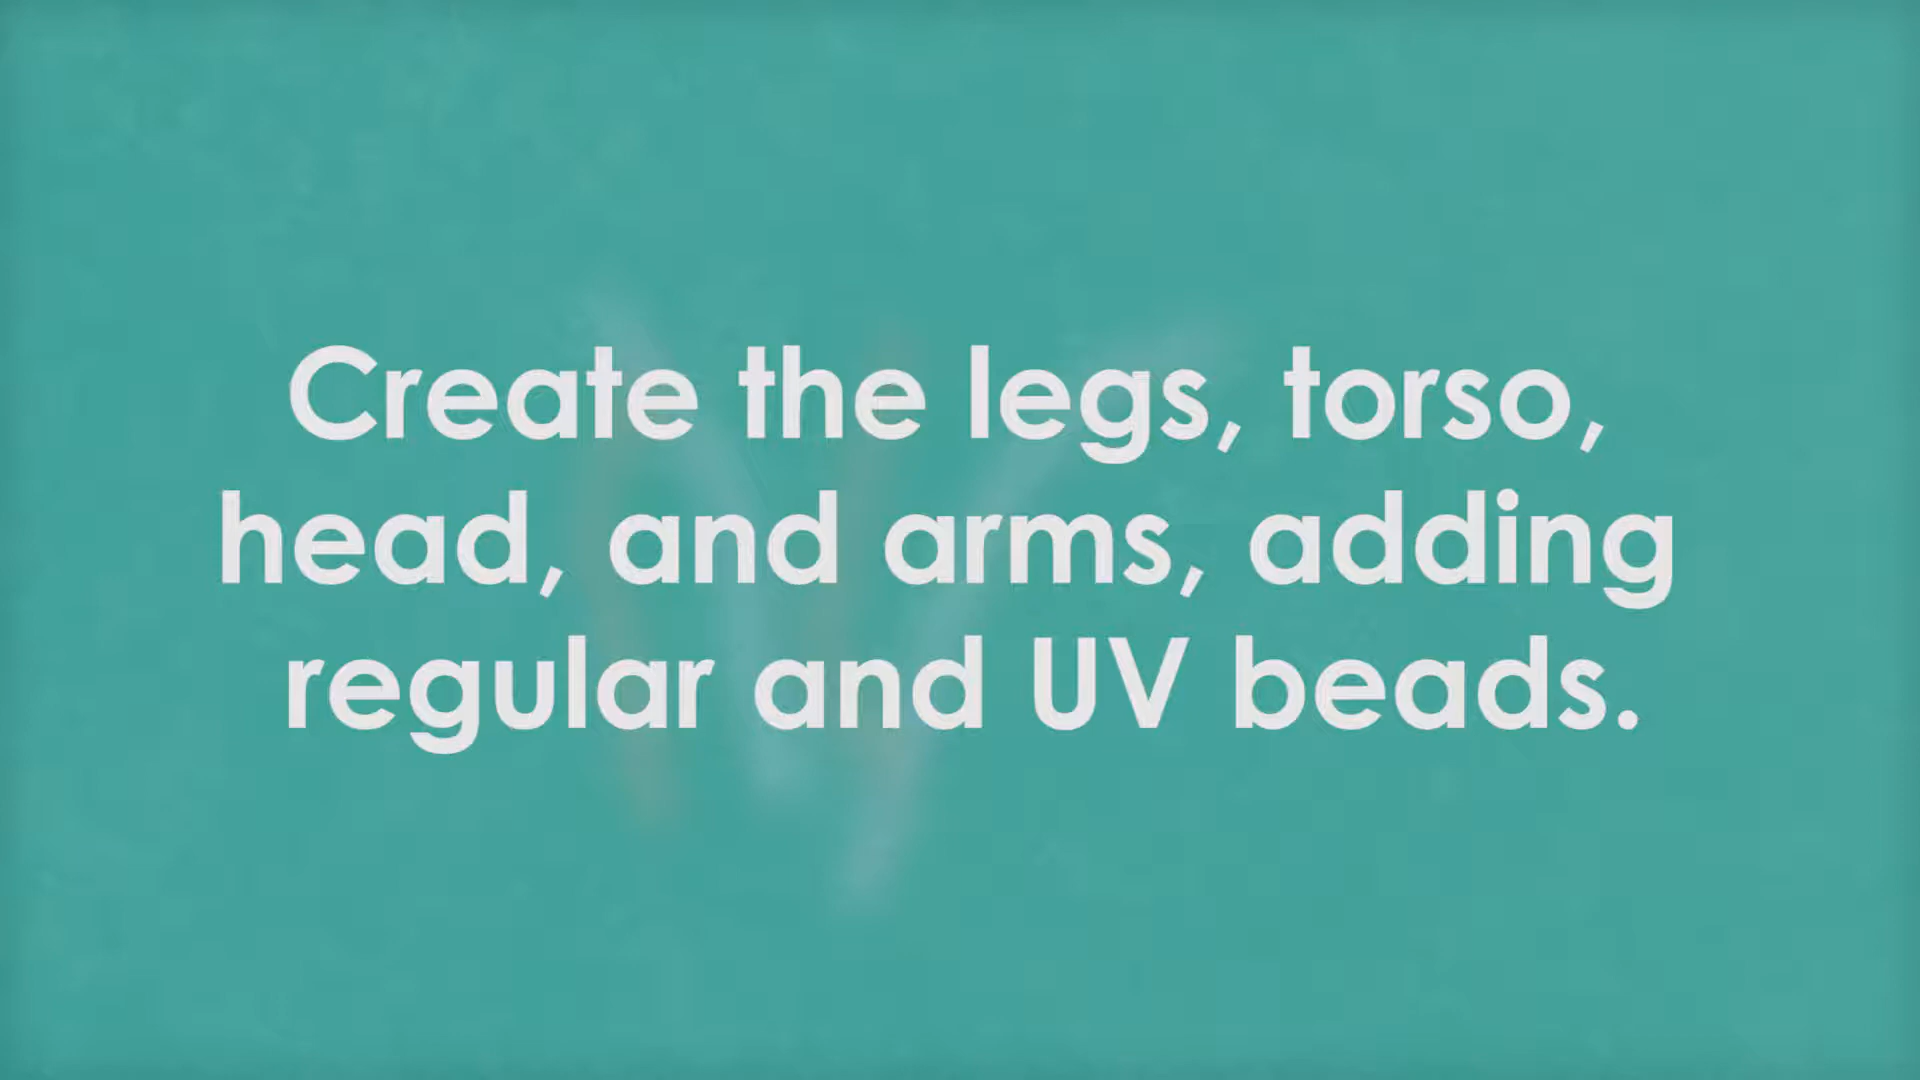 Create the legs, torso,
head, and arms, adding
regular and UV beads.